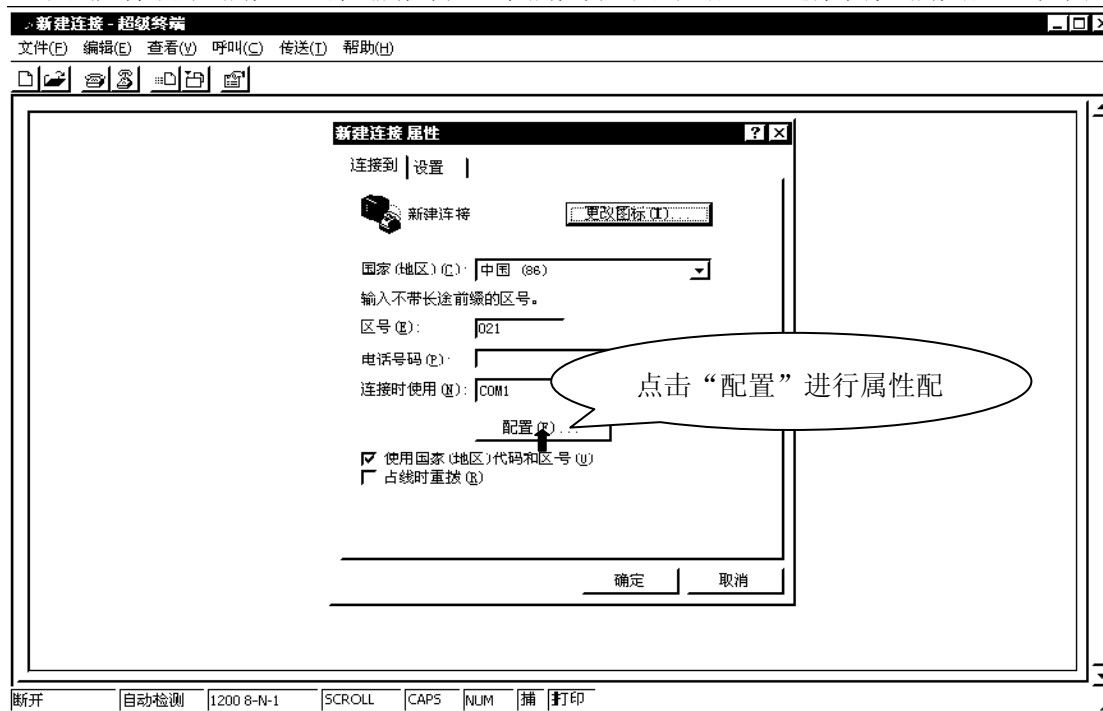 新建连接 - 超级终端
文件(F) 编辑(E) 查看(V) 呼叫(C) 传送(T) 帮助(H)
新建连接 属性
连接到 设置
新建连接
更改图标(I)...
国家(地区)(C): 中国 (86)
输入不带长途前缀的区号。
区号(E): 021
电话号码(P):
连接时使用(N): COM1
点击“配置”进行属性配
配置(F)...
使用国家(地区)代码和区号(U)
占线时重拨(R)
确定 取消
断开 自动检测 1200 8-N-1 SCROLL CAPS NUM 捕 打印